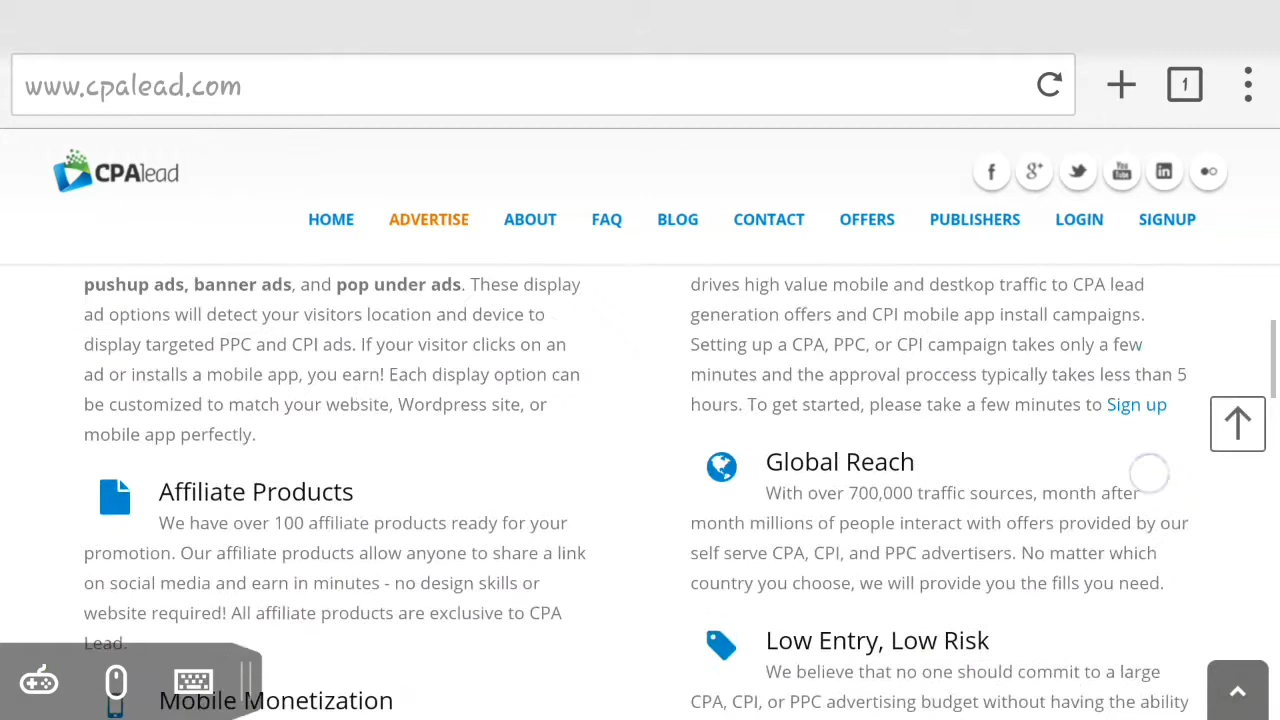 www.cpalead.com
1
CPAlead
f
g+
You
Tube
in
HOME ADVERTISE ABOUT FAQ BLOG CONTACT OFFERS PUBLISHERS LOGIN SIGNUP
pushup ads, banner ads, and pop under ads. These display
ad options will detect your visitors location and device to
display targeted PPC and CPI ads. If your visitor clicks on an
ad or installs a mobile app, you earn! Each display option can
be customized to match your website, Wordpress site, or
mobile app perfectly.
Affiliate Products
We have over 100 affiliate products ready for your
promotion. Our affiliate products allow anyone to share a link
on social media and earn in minutes - no design skills or
website required! All affiliate products are exclusive to CPA
Lead.
Mobile Monetization
drives high value mobile and destkop traffic to CPA lead
generation offers and CPI mobile app install campaigns.
Setting up a CPA, PPC, or CPI campaign takes only a few
minutes and the approval proccess typically takes less than 5
hours. To get started, please take a few minutes to Sign up
Global Reach
With over 700,000 traffic sources, month after
month millions of people interact with offers provided by our
self serve CPA, CPI, and PPC advertisers. No matter which
country you choose, we will provide you the fills you need.
Low Entry, Low Risk
We believe that no one should commit to a large
CPA, CPI, or PPC advertising budget without having the ability